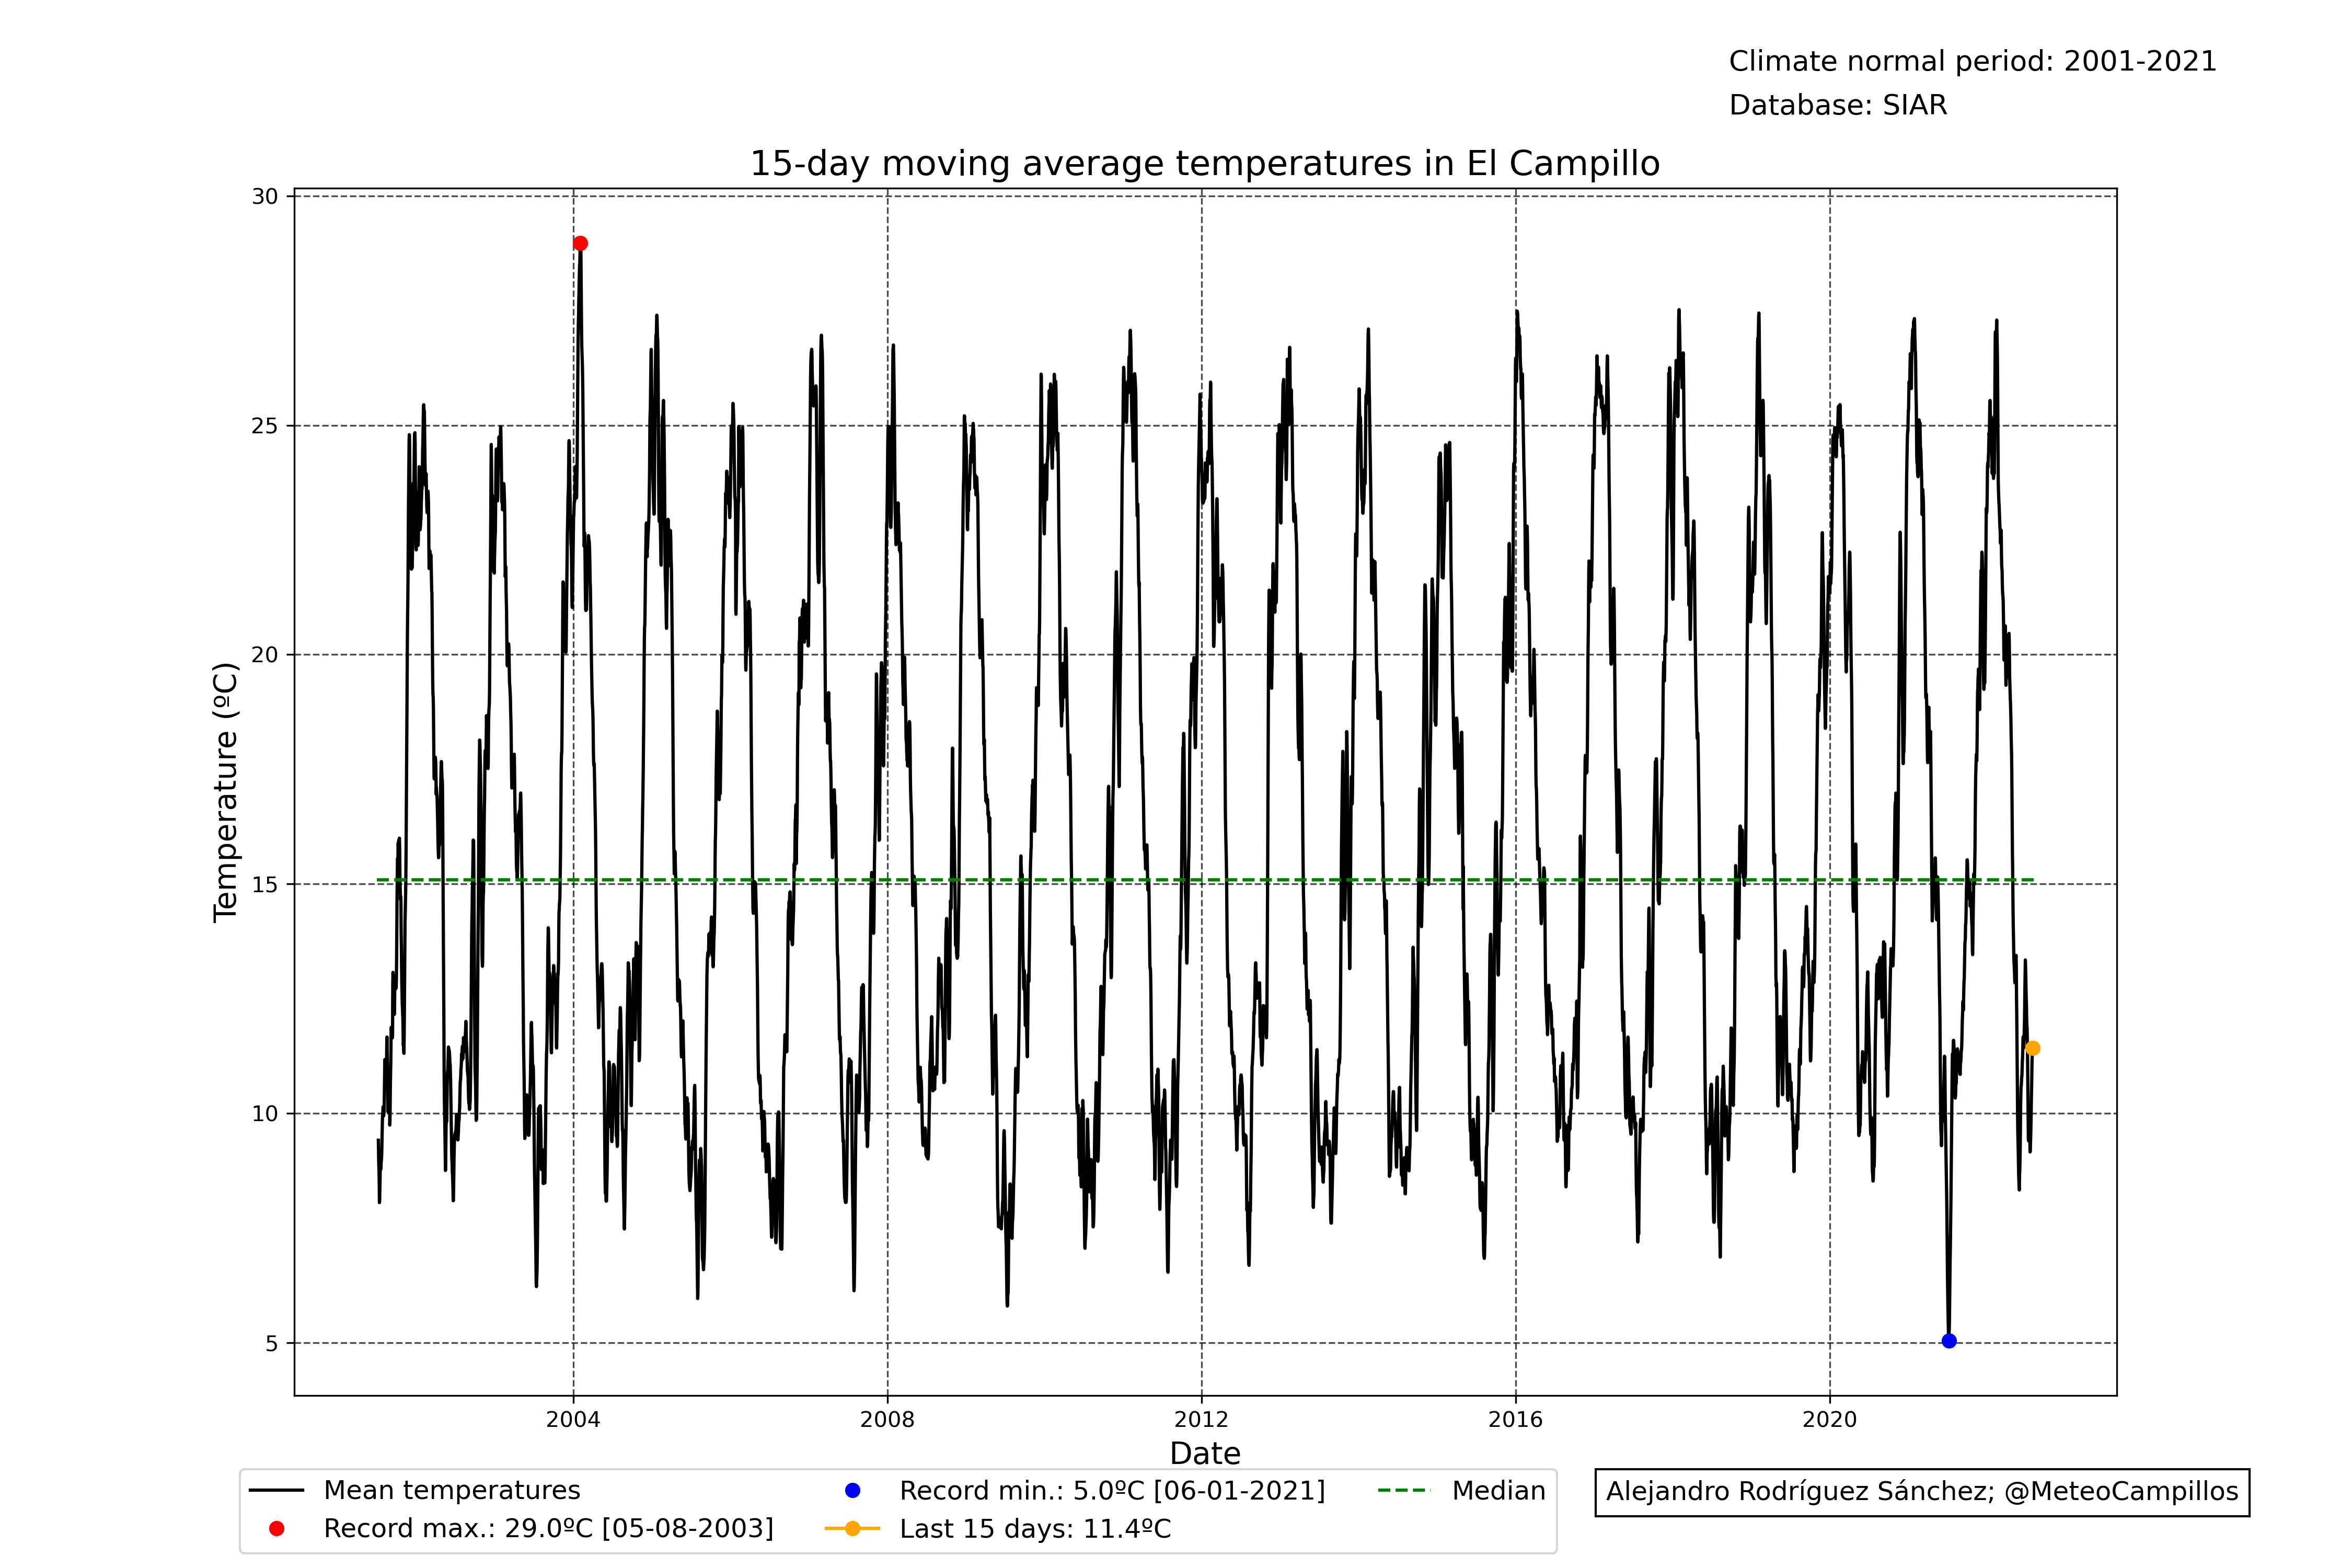 Climate normal period: 2001-2021
Database: SIAR
15-day moving average temperatures in El Campillo
30
25
20
15
10
5
Temperature (ºC)
2004 2008 2012 2016 2020
Date
Mean temperatures
Record max.: 29.0ºC [05-08-2003]
Record min.: 5.0ºC [06-01-2021]
Last 15 days: 11.4ºC
Median
Alejandro Rodríguez Sánchez; @MeteoCampillos